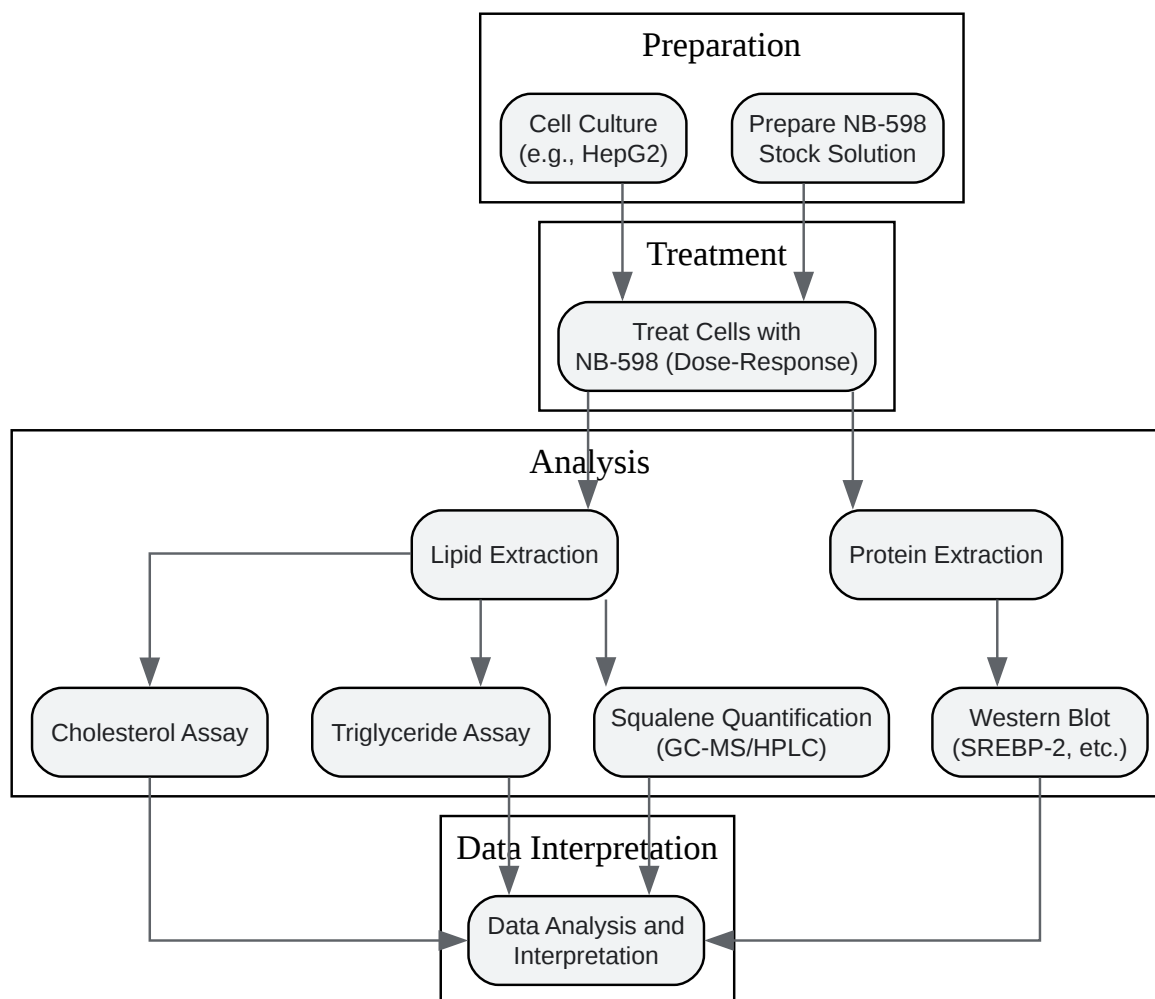 Preparation
Cell Culture
(e.g., HepG2)
Prepare NB-598
Stock Solution
Treatment
Treat Cells with
NB-598 (Dose-Response)
Analysis
Lipid Extraction
Protein Extraction
Cholesterol Assay
Triglyceride Assay
Squalene Quantification
(GC-MS/HPLC)
Western Blot
(SREBP-2, etc.)
Data Interpretation
Data Analysis and
Interpretation